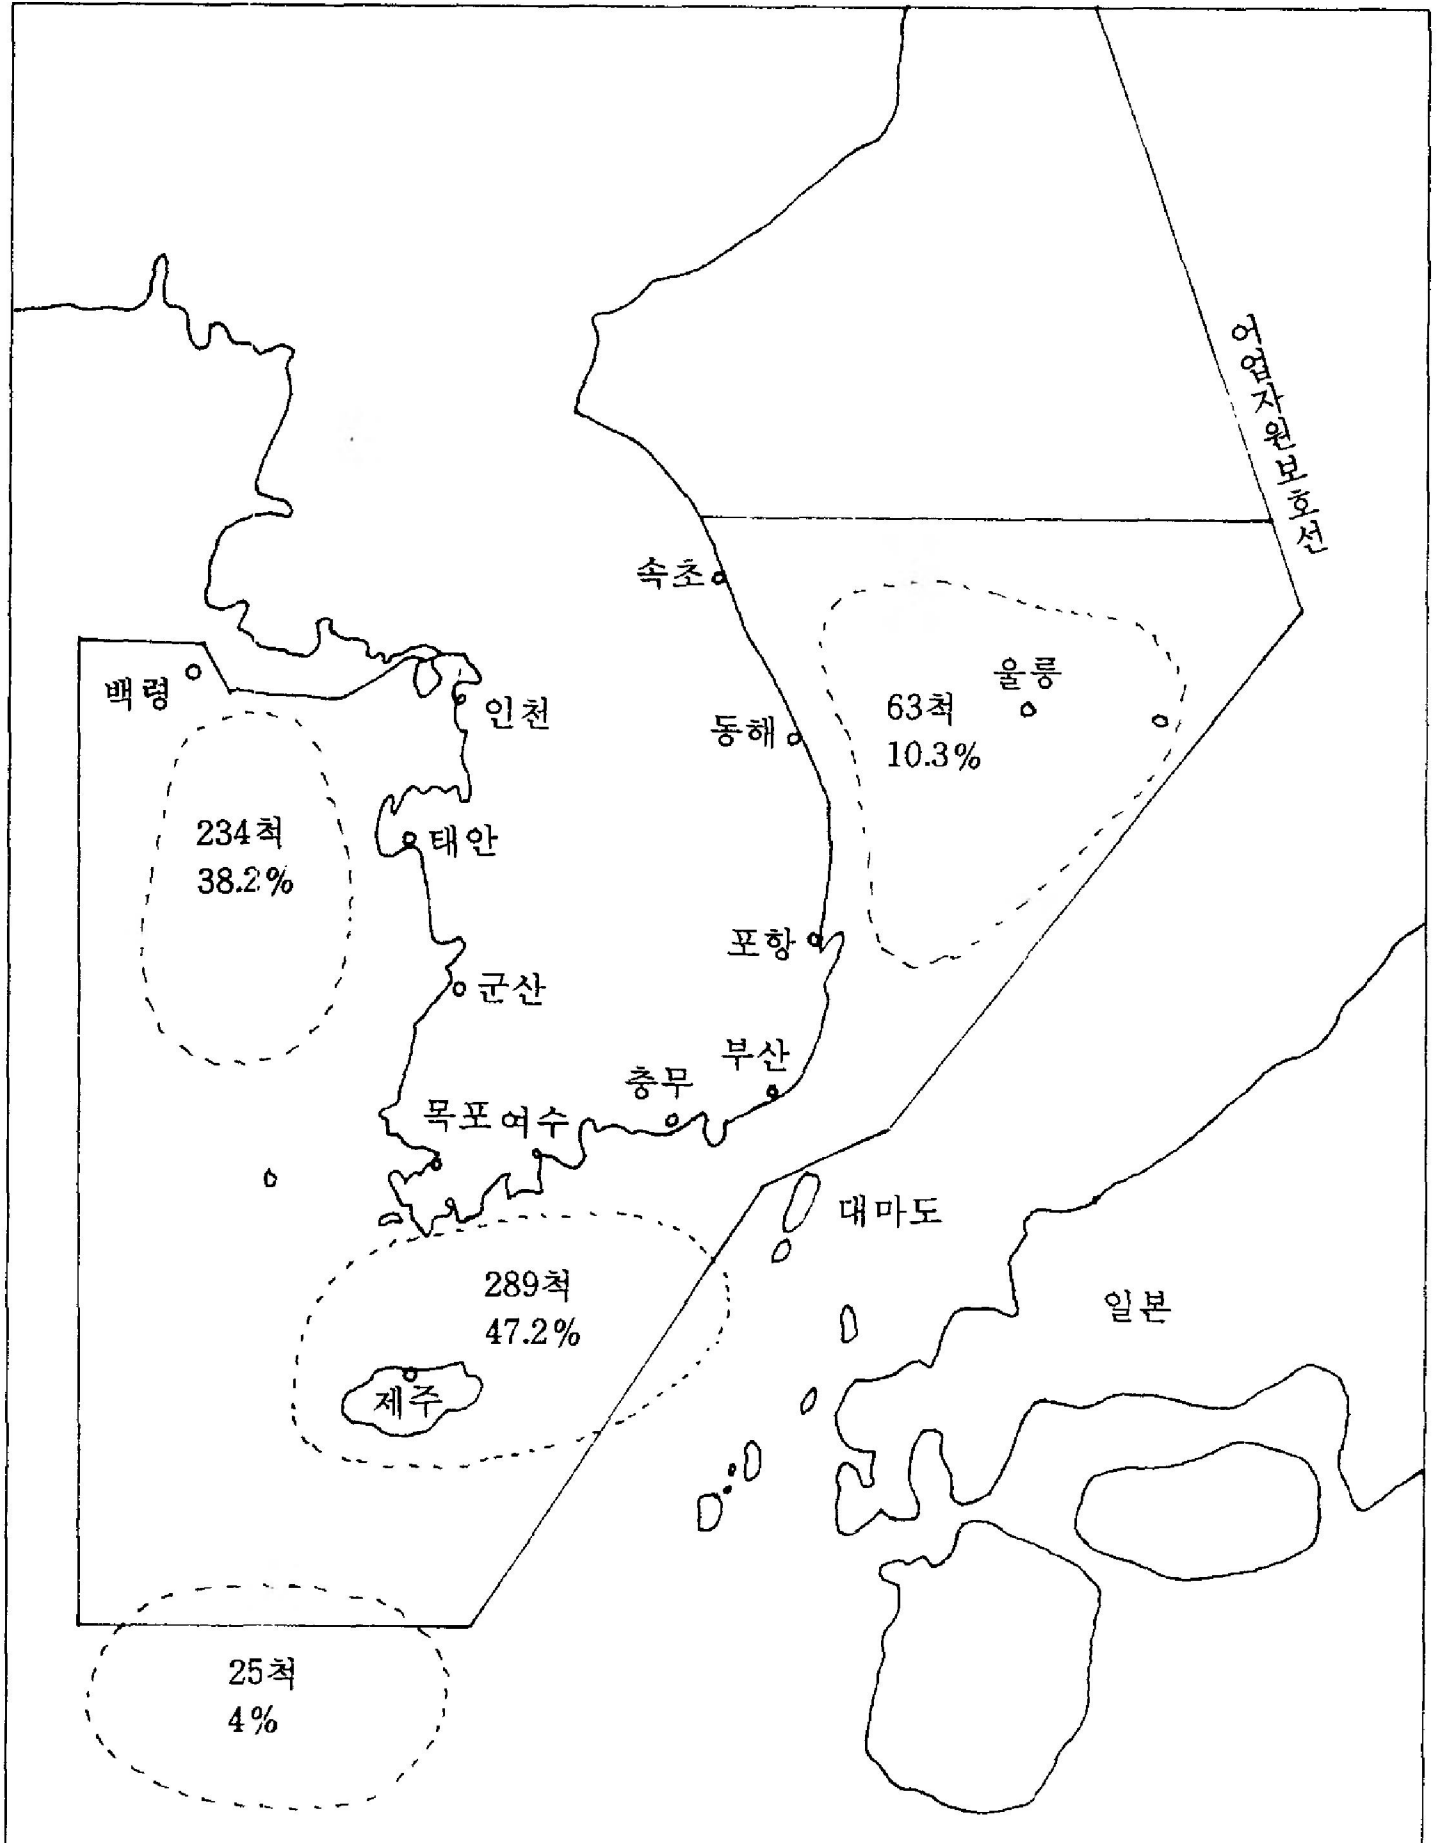 어업자원보호선
속초
울릉
백령
63척
10.3%
인천
동해
234척
38.2%
태안
포항
군산
부산
충무
목포 여수
대마도
289척
47.2%
일본
제주
25척
4%